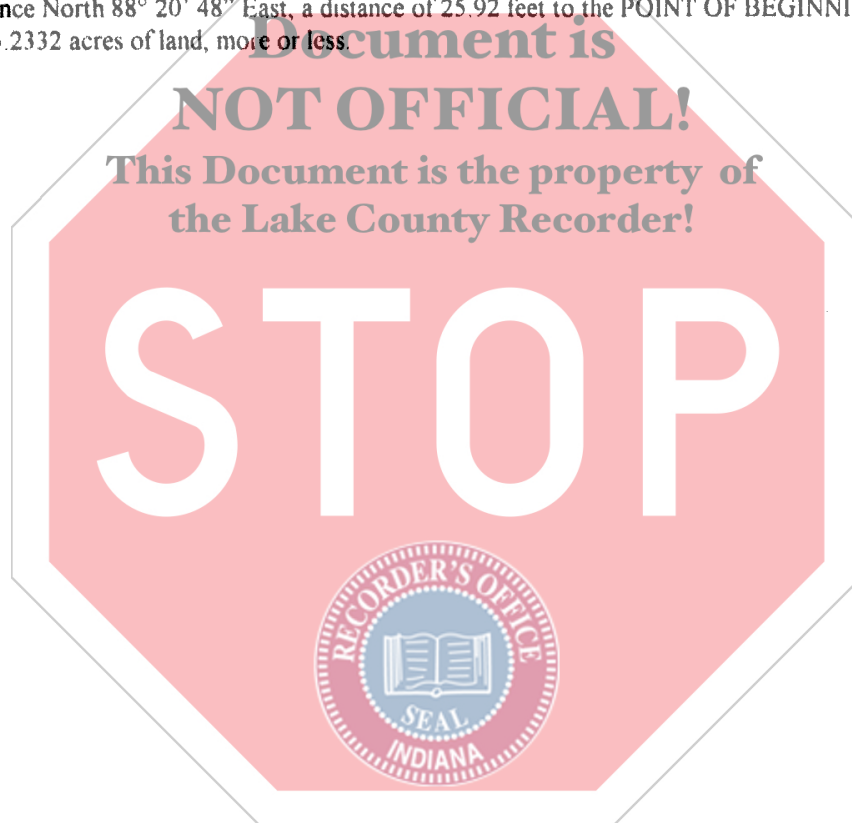 nce North 88° 20' 48" East, a distance of 25.92 feet to the POINT OF BEGINNI
.2332 acres of land, more or less.
Document is
NOT OFFICIAL!
This Document is the property of
the Lake County Recorder!
STOP
RECORDER'S OFFICE
SEAL
INDIANA